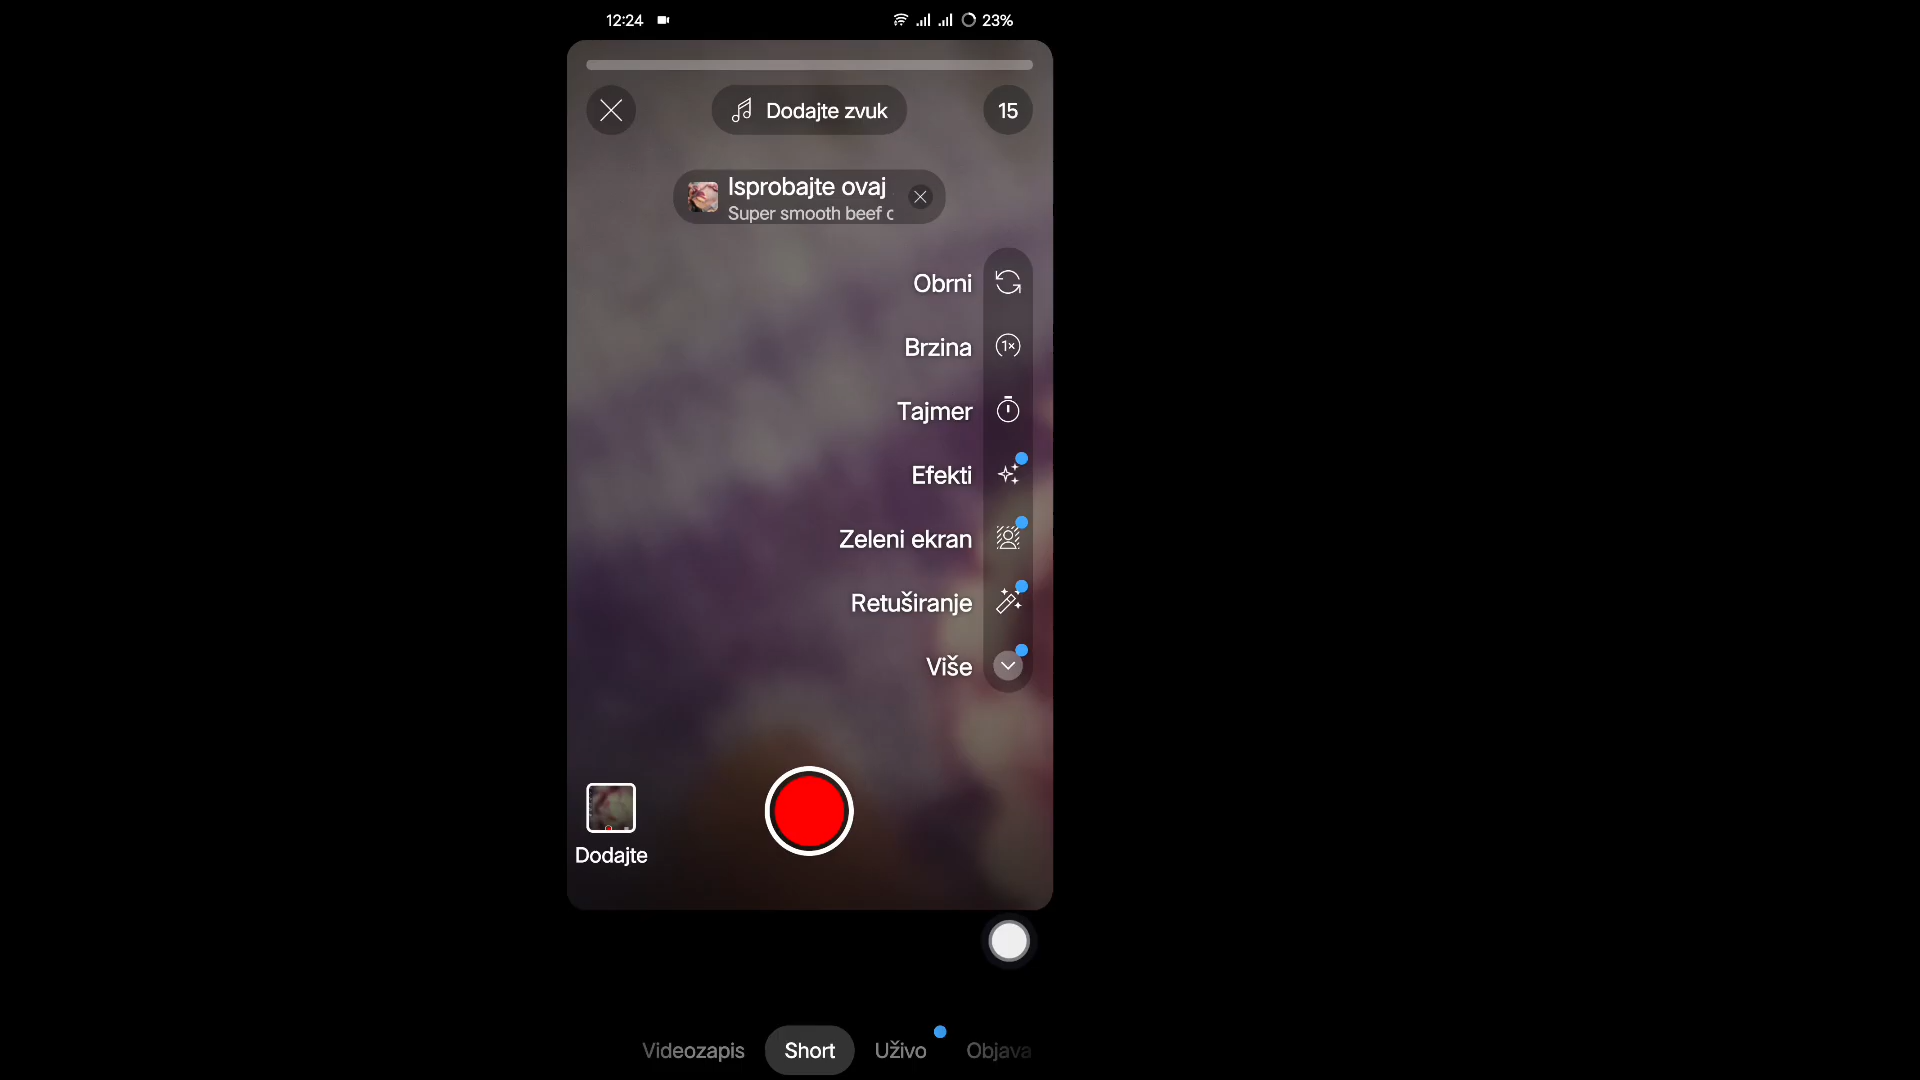 12:24
23%
Dodajte zvuk
15
Isprobajte ovaj
Super smooth beef c
Obrni
Brzina
1×
Tajmer
Efekti
Zeleni ekran
Retuširanje
Više
Dodajte
Videozapis
Short
Uživo
Objava